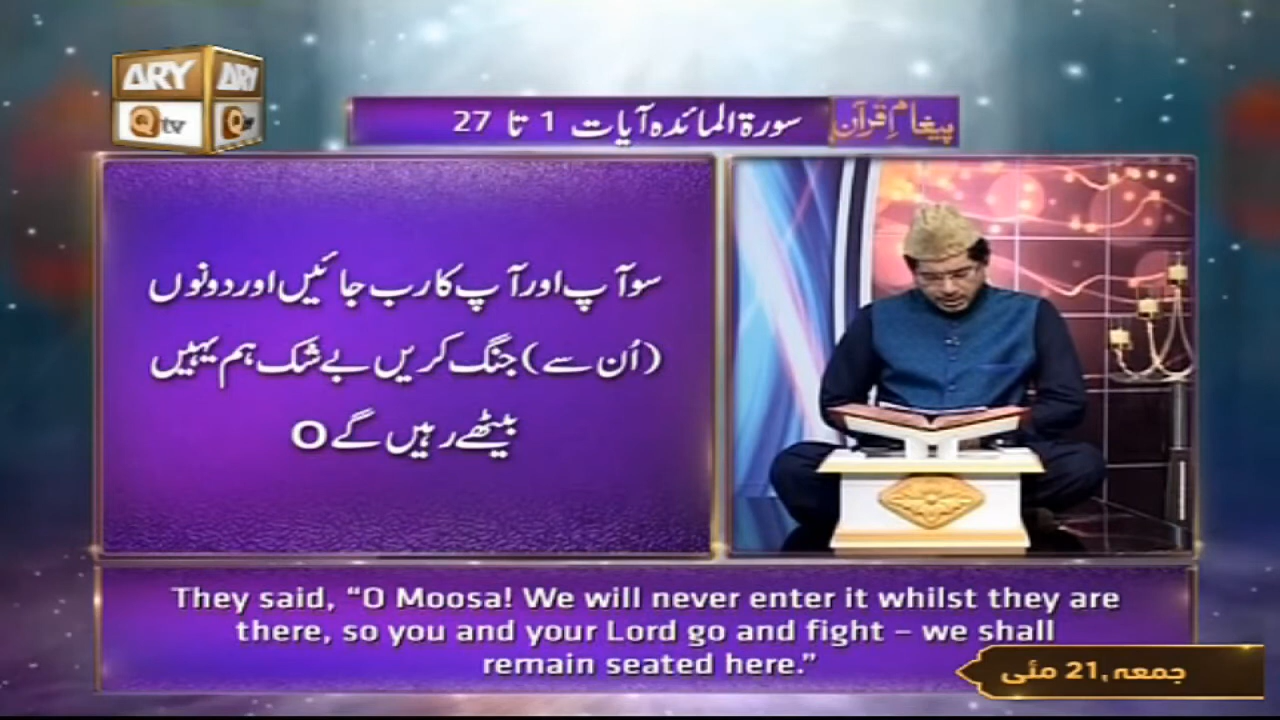 ARY ARY
Qtv Q
پیغامِ قرآن
سورۃ المائدہ آیات 1 تا 27
سو آپ اور آپ کا رب جائیں اور دونوں
(اُن سے) جنگ کریں بے شک ہم یہیں
بیٹھے رہیں گے O
They said, “O Moosa! We will never enter it whilst they are
there, so you and your Lord go and fight – we shall
remain seated here.”
جمعہ, 21 مئی